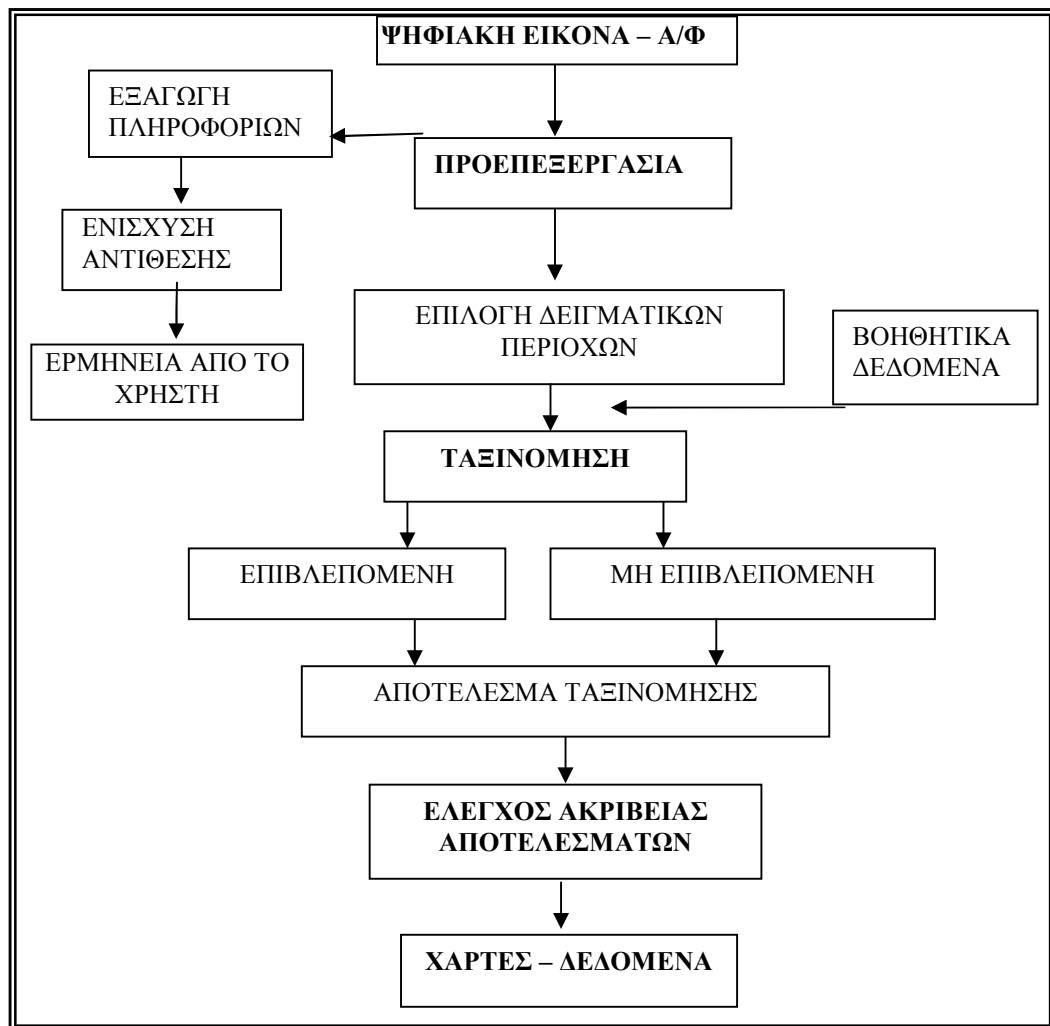 ΨΗΦΙΑΚΗ ΕΙΚΟΝΑ – Α/Φ
ΕΞΑΓΩΓΗ
ΠΛΗΡΟΦΟΡΙΩΝ
ΠΡΟΕΠΕΞΕΡΓΑΣΙΑ
ΕΝΙΣΧΥΣΗ
ΑΝΤΙΘΕΣΗΣ
ΕΡΜΗΝΕΙΑ ΑΠΟ ΤΟ
ΧΡΗΣΤΗ
ΕΠΙΛΟΓΗ ΔΕΙΓΜΑΤΙΚΩΝ
ΠΕΡΙΟΧΩΝ
ΒΟΗΘΗΤΙΚΑ
ΔΕΔΟΜΕΝΑ
ΤΑΞΙΝΟΜΗΣΗ
ΕΠΙΒΛΕΠΟΜΕΝΗ
ΜΗ ΕΠΙΒΛΕΠΟΜΕΝΗ
ΑΠΟΤΕΛΕΣΜΑ ΤΑΞΙΝΟΜΗΣΗΣ
ΕΛΕΓΧΟΣ ΑΚΡΙΒΕΙΑΣ
ΑΠΟΤΕΛΕΣΜΑΤΩΝ
ΧΑΡΤΕΣ – ΔΕΔΟΜΕΝΑ